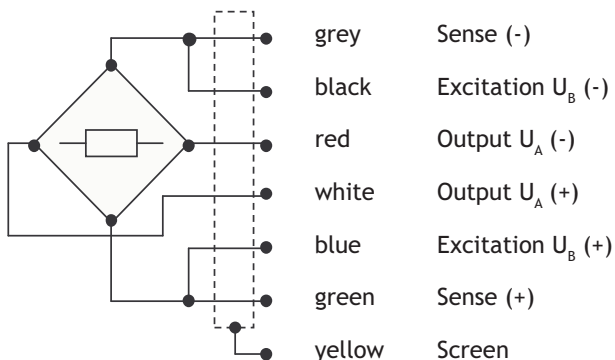 grey Sense (-)
black Excitation U_B (-)
red Output U_A (-)
white Output U_A (+)
blue Excitation U_B (+)
green Sense (+)
yellow Screen